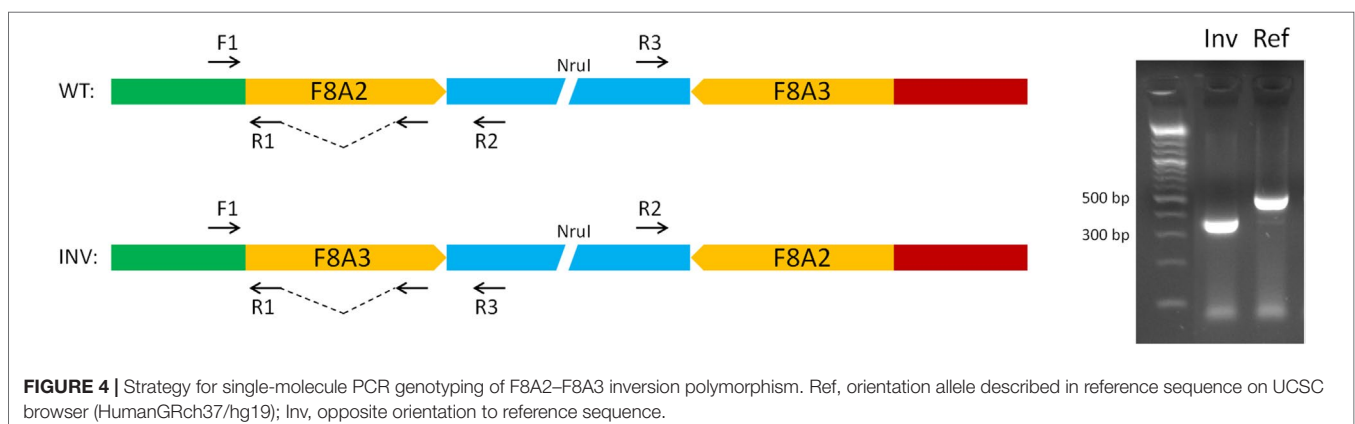 F1
R3
NruI
WT:
F8A2
F8A3
R1
R2
F1
R2
NruI
INV:
F8A3
F8A2
R1
R3
Inv Ref
500 bp
300 bp
FIGURE 4 | Strategy for single-molecule PCR genotyping of F8A2–F8A3 inversion polymorphism. Ref, orientation allele described in reference sequence on UCSC
browser (HumanGRch37/hg19); Inv, opposite orientation to reference sequence.